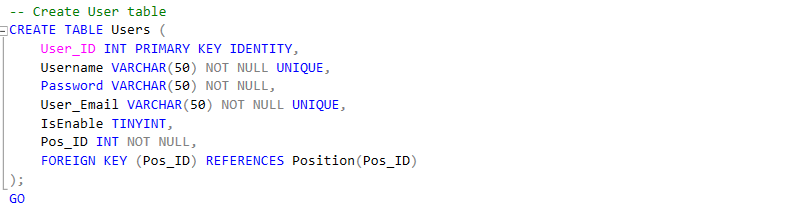 -- Create User table
CREATE TABLE Users (
User_ID INT PRIMARY KEY IDENTITY,
Username VARCHAR(50) NOT NULL UNIQUE,
Password VARCHAR(50) NOT NULL,
User_Email VARCHAR(50) NOT NULL UNIQUE,
IsEnable TINYINT,
Pos_ID INT NOT NULL,
FOREIGN KEY (Pos_ID) REFERENCES Position(Pos_ID)
);
GO